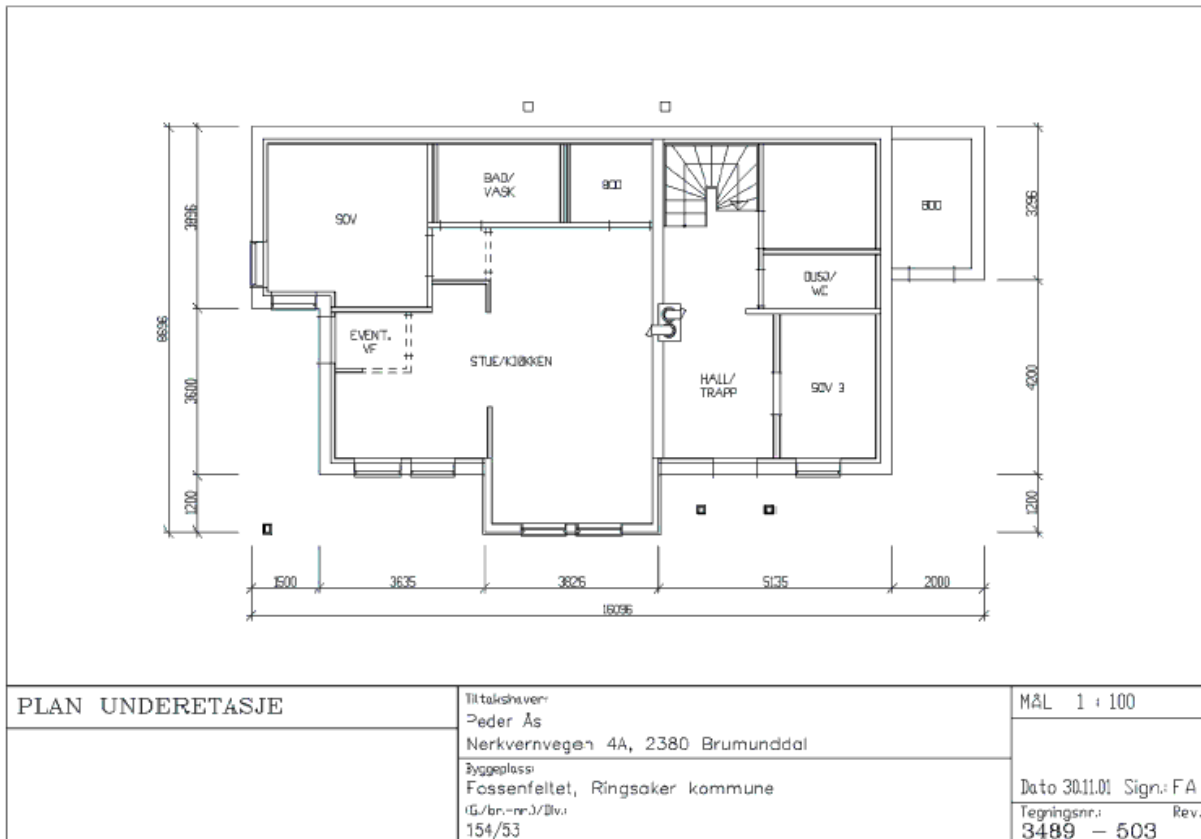 BAD/
VASK
BOD
SOV
BOD
DUSJ/
WC
EVENT.
VF
STUE/KJØKKEN
HALL/
TRAPP
SOV 3
3896
8696
3600
1200
3296
4200
1200
1500
3635
3826
5135
2000
16096
PLAN UNDERETASJE
Tiltakshaver:
Peder Ås
Nerkvernvegen 4A, 2380 Brumunddal
Byggeplass:
Fossenfeltet, Ringsaker kommune
(G./br.-nr.)/Div.:
154/53
MÅL 1 : 100
Dato 30.11.01 Sign.: FA
Tegningsnr.: Rev.
3489 - 503